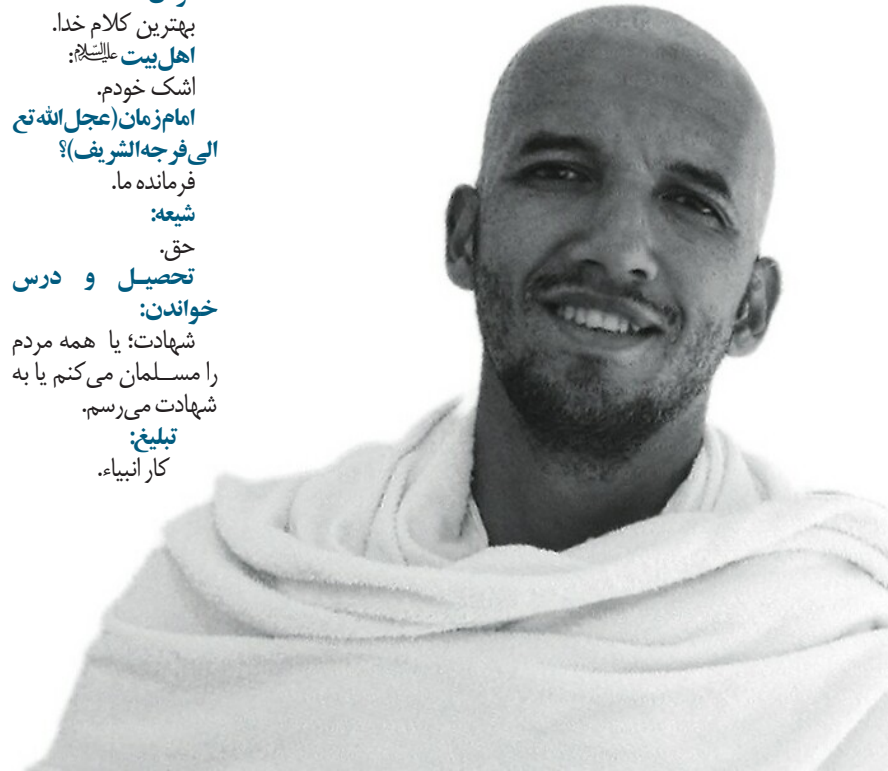 بهترین کلام خدا.
اهل‌بیت علیهم‌السلام:
اشک خودم.
امام‌زمان(عجل‌الله‌تع
الی‌فرجه‌الشریف)؟
فرمانده ما.
شیعه:
حق.
تحصیـل و درس
خواندن:
شهادت؛ یا همه مردم
را مسـلمان می‌کنم یا به
شهادت می‌رسم.
تبلیغ:
کار انبیاء.